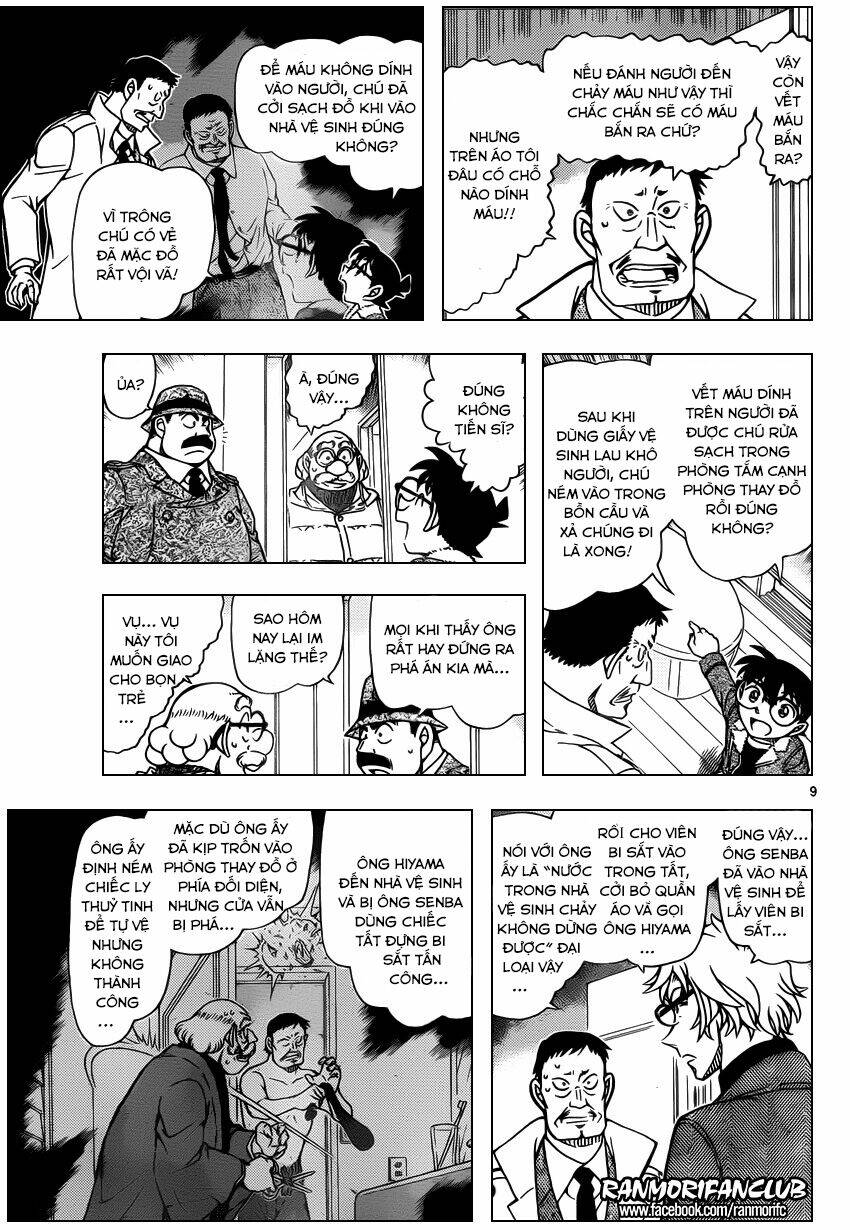 VẬY
CÒN
VẾT
MÁU
BẮN
RA?
NẾU ĐÁNH NGƯỜI ĐẾN
CHẢY MÁU NHƯ VẬY THÌ
CHẮC CHẮN SẼ CÓ MÁU
BẮN RA CHỨ?
NHƯNG
TRÊN ÁO TÔI
ĐÂU CÓ CHỖ
NÀO DÍNH
MÁU!!
ĐỂ MÁU KHÔNG DÍNH
VÀO NGƯỜI, CHÚ ĐÃ
CỞI SẠCH ĐỒ KHI VÀO
NHÀ VỆ SINH ĐÚNG
KHÔNG?
VÌ TRÔNG
CHÚ CÓ VẺ
ĐÃ MẶC ĐỒ
RẤT VỘI VÃ!
VẾT MÁU DÍNH
TRÊN NGƯỜI ĐÃ
ĐƯỢC CHÚ RỬA
SẠCH TRONG
PHÒNG TẮM CẠNH
PHÒNG THAY ĐỒ
RỒI ĐÚNG
KHÔNG?
SAU KHI
DÙNG GIẤY VỆ
SINH LAU KHÔ
NGƯỜI, CHÚ
NÉM VÀO TRONG
BỒN CẦU VÀ
XẢ CHÚNG ĐI
LÀ XONG!
ĐÚNG
KHÔNG
TIẾN SĨ?
À, ĐÚNG
VẬY...
ỦA?
MỌI KHI THẤY ÔNG
RẤT HAY ĐỨNG RA
PHÁ ÁN KIA MÀ...
SAO HÔM
NAY LẠI IM
LẶNG THẾ?
VỤ... VỤ
NÀY TÔI
MUỐN GIAO
CHO BỌN
TRẺ
...
9
ĐÚNG VẬY...
ÔNG SENBA
ĐÃ VÀO NHÀ
VỆ SINH ĐỂ
LẤY VIÊN BI
SẮT...
RỒI CHO VIÊN
BI SẮT VÀO
TRONG TẤT,
CỞI BỎ QUẦN
ÁO VÀ GỌI
ÔNG HIYAMA
...
NÓI VỚI ÔNG
ẤY LÀ "NƯỚC
TRONG NHÀ
VỆ SINH CHẢY
KHÔNG DỪNG
ĐƯỢC" ĐẠI
LOẠI VẬY
...
ÔNG HIYAMA
ĐẾN NHÀ VỆ SINH
VÀ BỊ ÔNG SENBA
DÙNG CHIẾC
TẤT ĐỰNG BI
SẮT TẤN
CÔNG...
MẶC DÙ ÔNG ẤY
ĐÃ KỊP TRỐN VÀO
PHÒNG THAY ĐỒ Ở
PHÍA ĐỐI DIỆN,
NHƯNG CỬA VẪN
BỊ PHÁ...
ÔNG ẤY
ĐỊNH NÉM
CHIẾC LY
THUỶ TINH
ĐỂ TỰ VỆ
NHƯNG
KHÔNG
THÀNH
CÔNG
...
RANMORIFANCLUB
www.facebook.com/ranmorifc